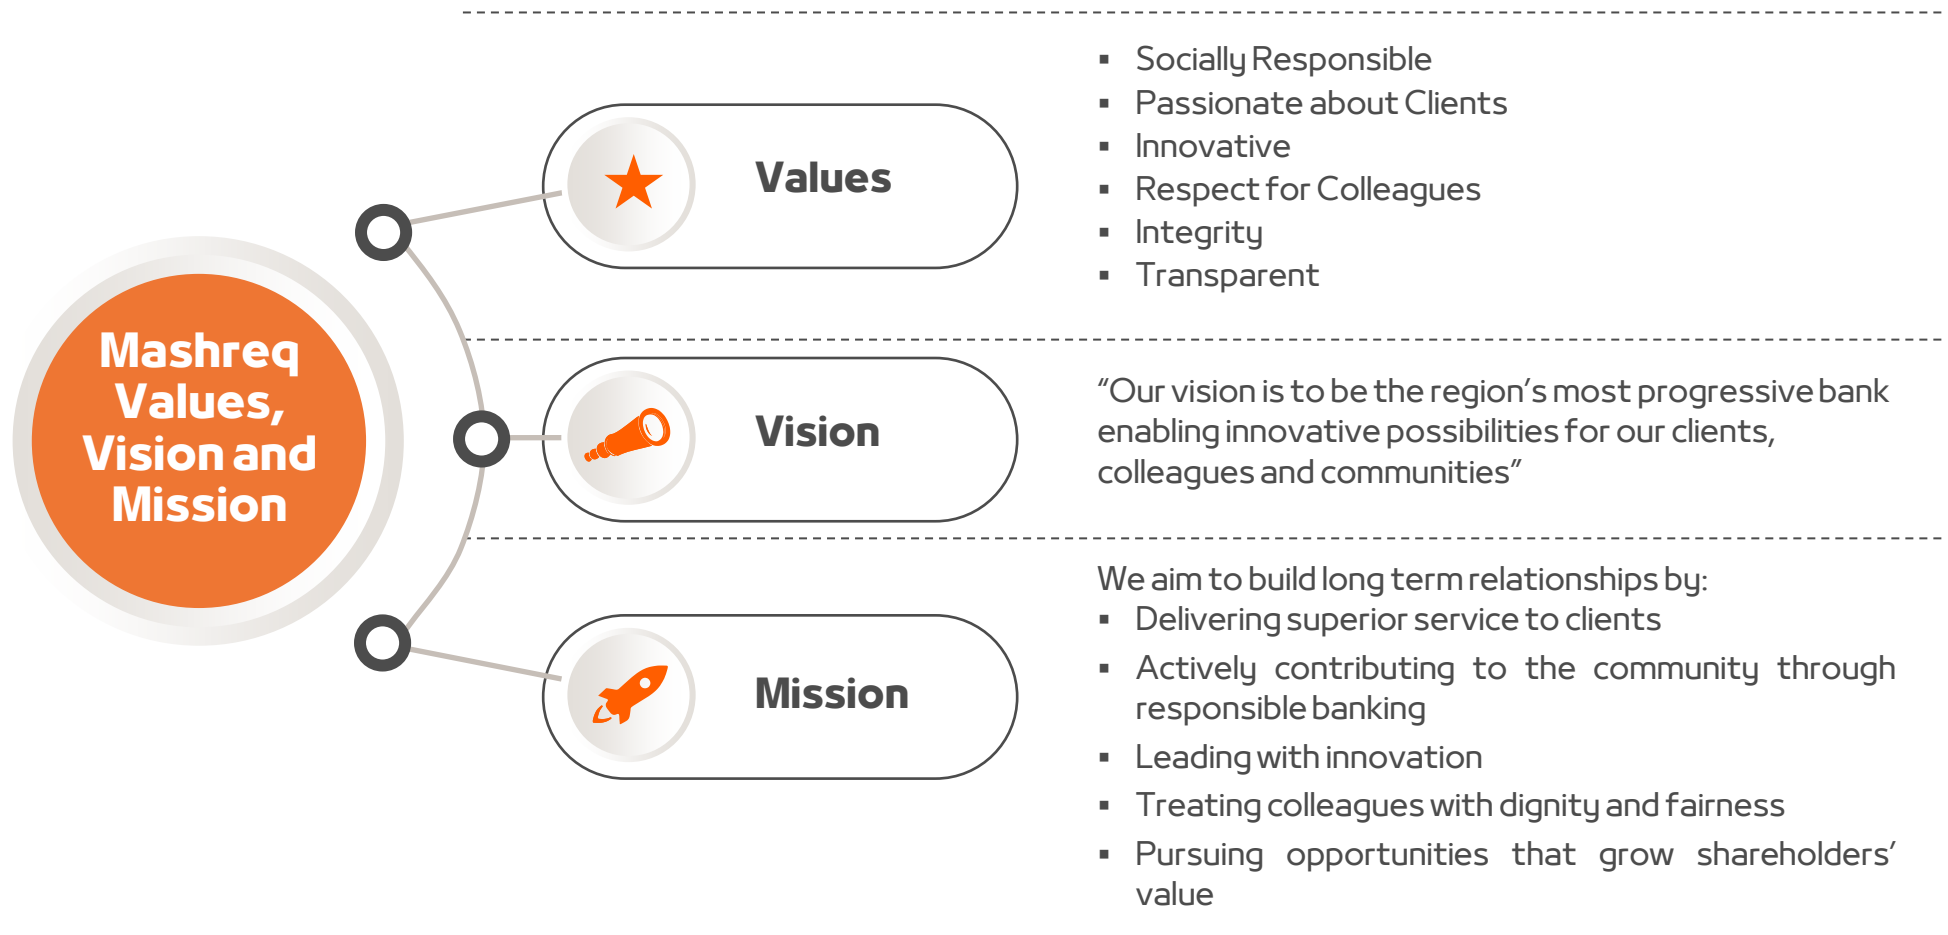 Mashreq
Values,
Vision and
Mission
Values
▪ Socially Responsible
▪ Passionate about Clients
▪ Innovative
▪ Respect for Colleagues
▪ Integrity
▪ Transparent
Vision
“Our vision is to be the region’s most progressive bank
enabling innovative possibilities for our clients,
colleagues and communities”
Mission
We aim to build long term relationships by:
▪ Delivering superior service to clients
▪ Actively contributing to the community through
responsible banking
▪ Leading with innovation
▪ Treating colleagues with dignity and fairness
▪ Pursuing opportunities that grow shareholders’
value